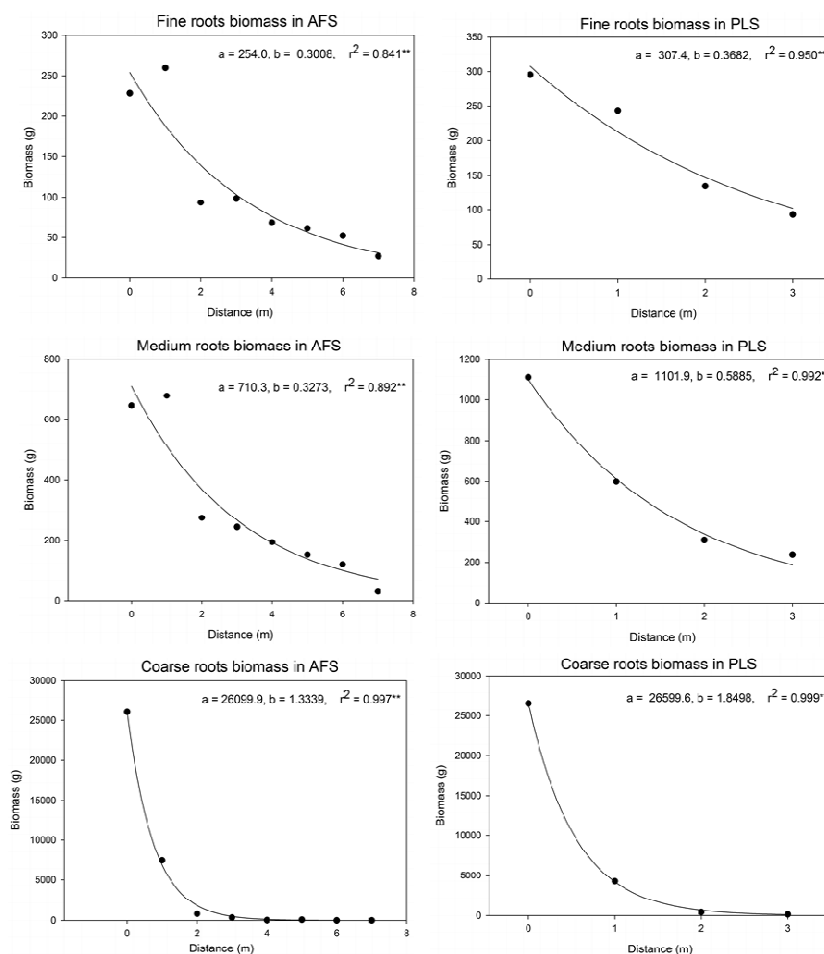 Fine roots biomass in AFS
a = 254.0, b = 0.3008, r² = 0.841**
300
250
200
150
100
50
0
Biomass (g)
0 2 4 6 8
Distance (m)
Fine roots biomass in PLS
a = 307.4, b = 0.3682, r² = 0.950**
350
300
250
200
150
100
50
0
Biomass (g)
0 1 2 3
Distance (m)
Medium roots biomass in AFS
a = 710.3, b = 0.3273, r² = 0.892**
800
600
400
200
0
Biomass (g)
0 2 4 6 8
Distance (m)
Medium roots biomass in PLS
a = 1101.9, b = 0.5885, r² = 0.992*
1200
1000
800
600
400
200
0
Biomass (g)
0 1 2 3
Distance (m)
Coarse roots biomass in AFS
a = 26099.9, b = 1.3339, r² = 0.997**
30000
25000
20000
15000
10000
5000
0
Biomass (g)
0 2 4 6 8
Distance (m)
Coarse roots biomass in PLS
a = 26599.6, b = 1.8498, r² = 0.999*
30000
25000
20000
15000
10000
5000
0
Biomass (g)
0 1 2 3
Distance (m)